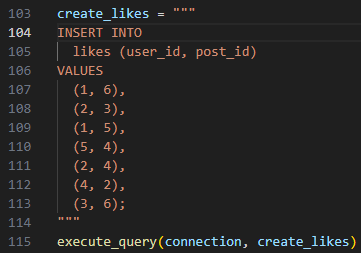 103 create_likes = """
104 INSERT INTO
105   likes (user_id, post_id)
106 VALUES
107   (1, 6),
108   (2, 3),
109   (1, 5),
110   (5, 4),
111   (2, 4),
112   (4, 2),
113   (3, 6);
114 """
115 execute_query(connection, create_likes)